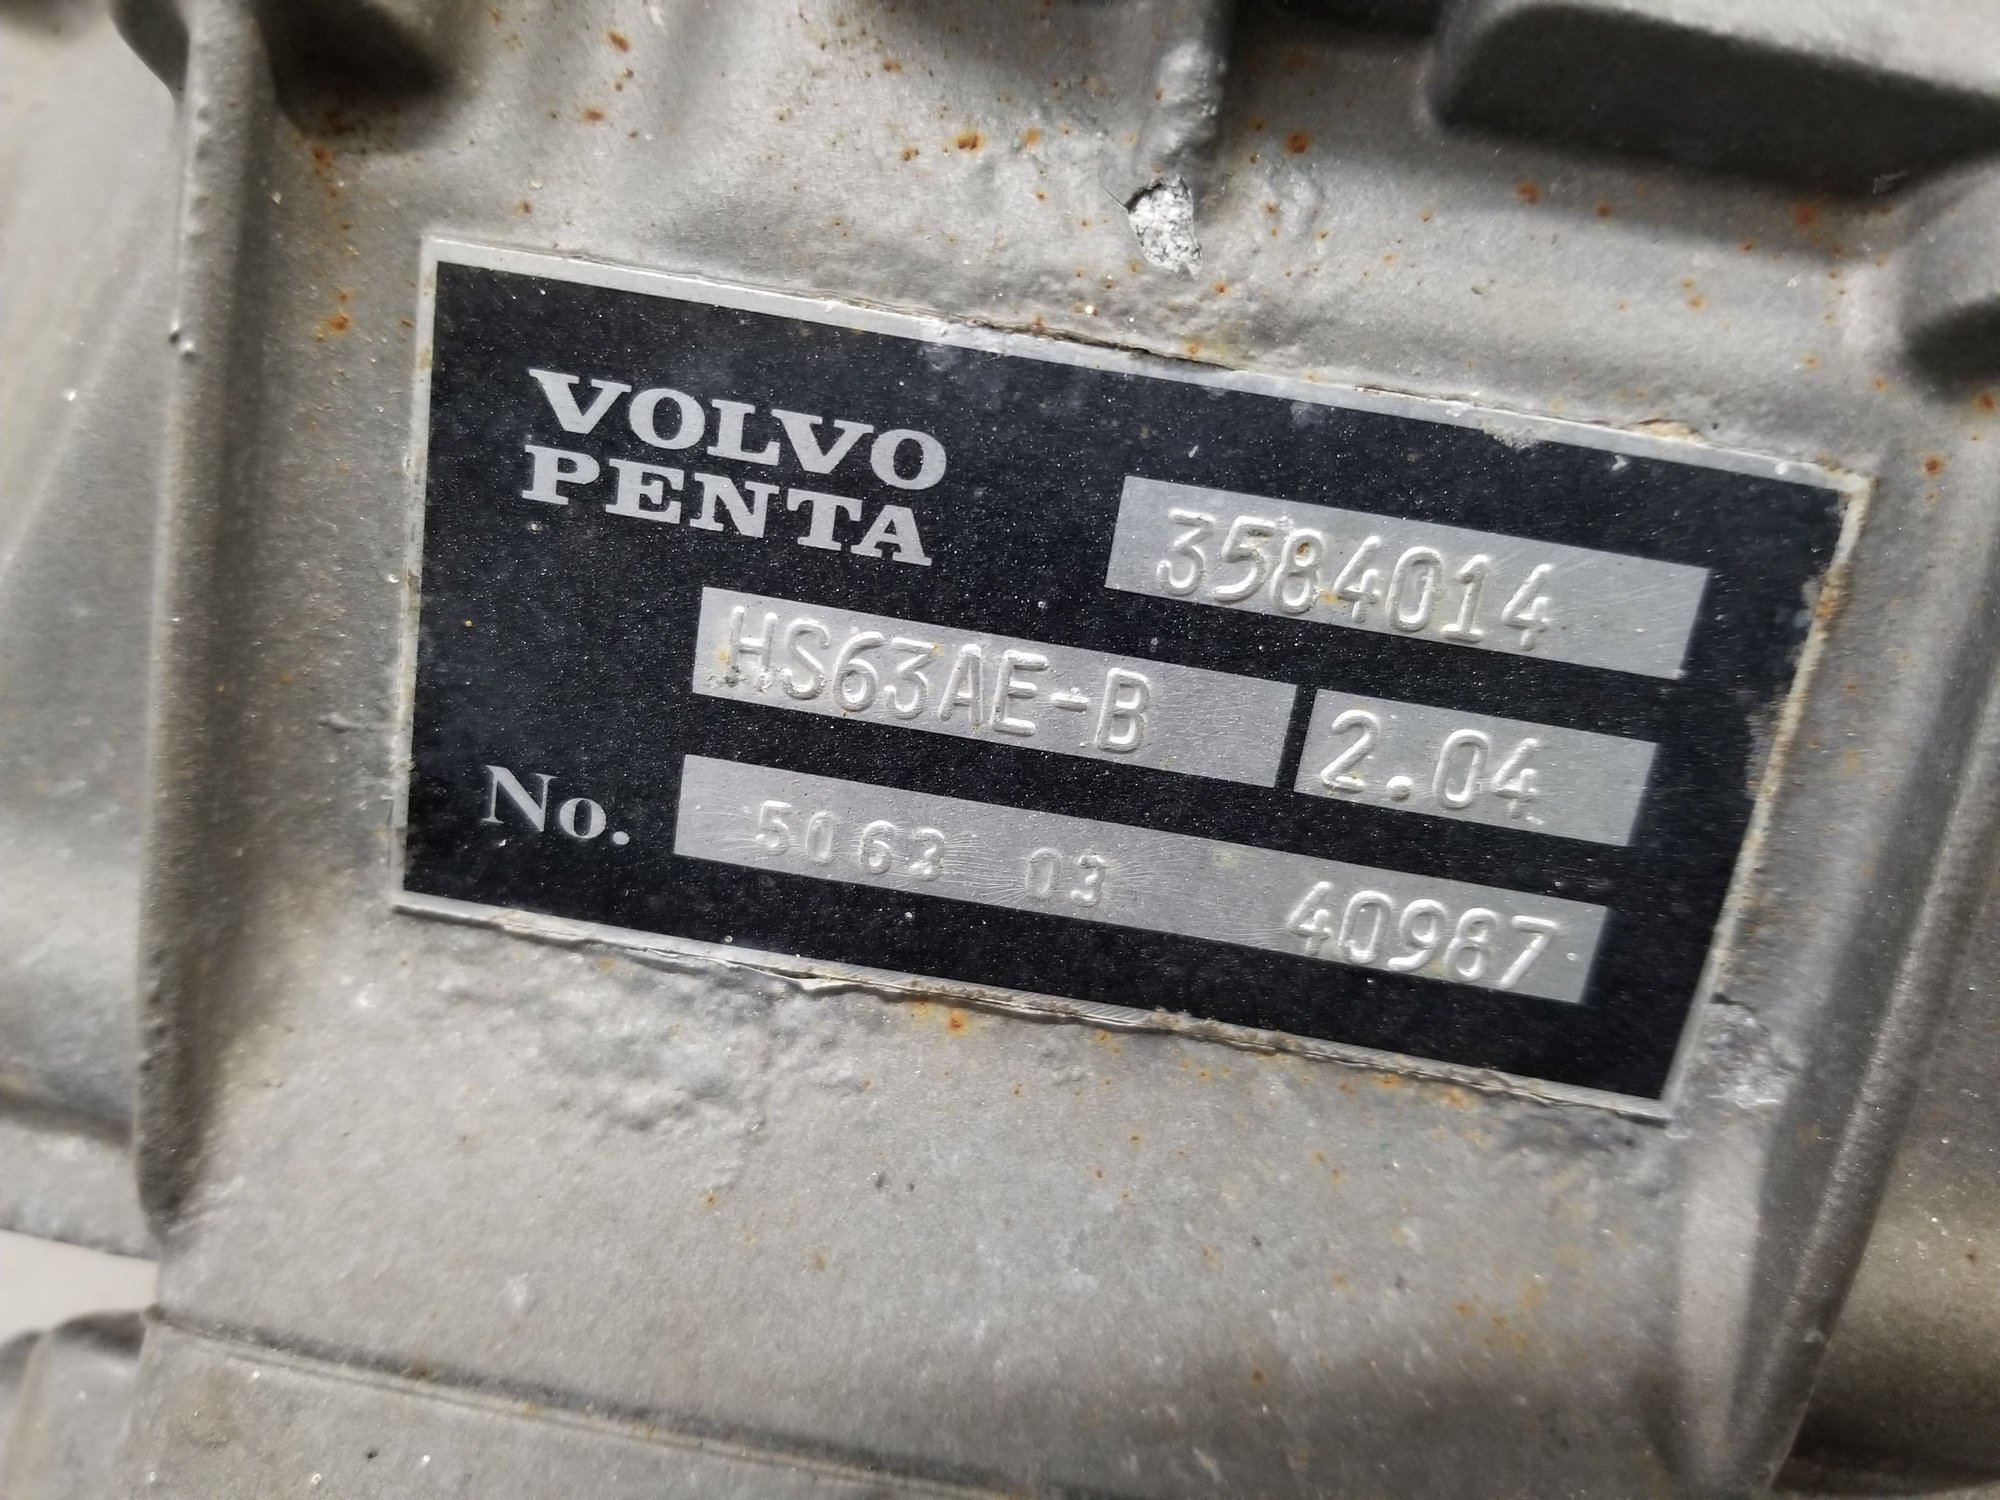 VOLVO
PENTA
3584014
HS63AE-B 2.04
No. 5063 03 40987